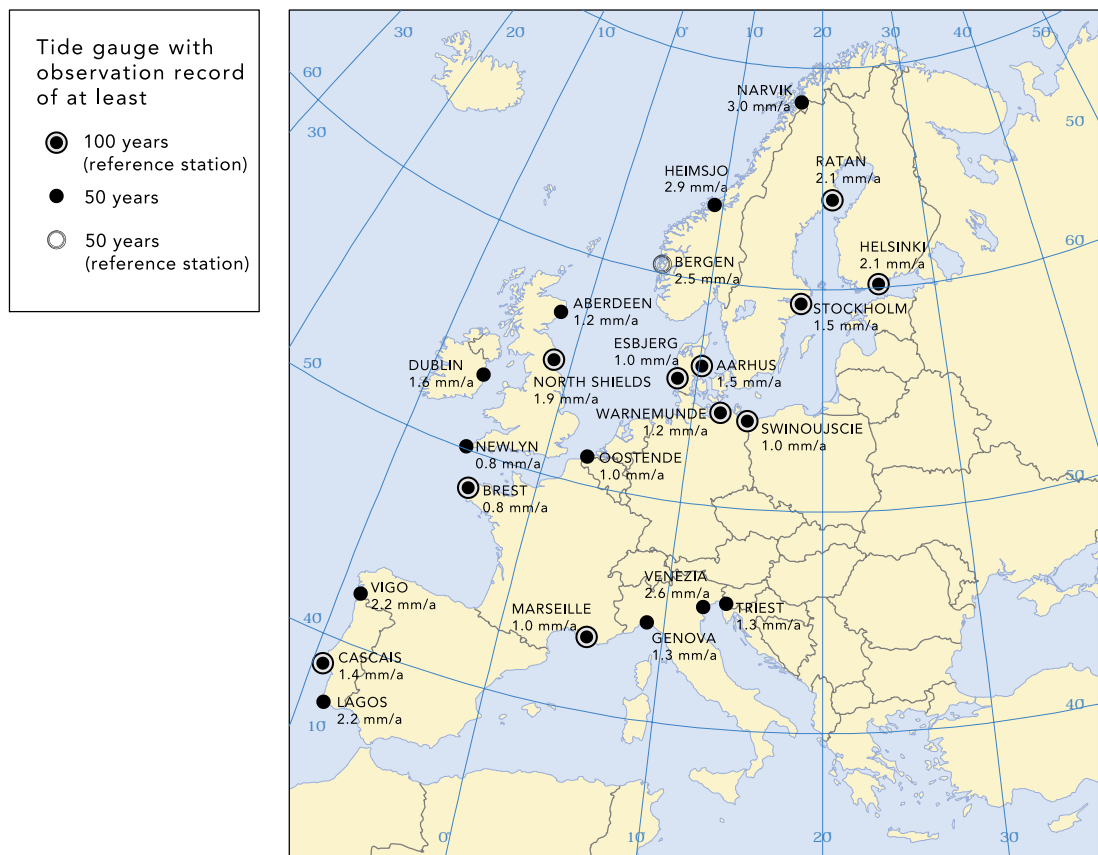 Tide gauge with
observation record
of at least
100 years
(reference station)
50 years
50 years
(reference station)
30
20
10
0
10
20
30
40
50
60
30
50
40
10
50
60
50
40
0
10
20
30
NARVIK
3.0 mm/a
HEIMSJO
2.9 mm/a
RATAN
2.1 mm/a
BERGEN
2.5 mm/a
HELSINKI
2.1 mm/a
STOCKHOLM
1.5 mm/a
ABERDEEN
1.2 mm/a
ESBJERG
1.0 mm/a
AARHUS
1.5 mm/a
DUBLIN
1.6 mm/a
NORTH SHIELDS
1.9 mm/a
WARNEMUNDE
1.2 mm/a
SWINOUJSCIE
1.0 mm/a
NEWLYN
0.8 mm/a
OOSTENDE
1.0 mm/a
BREST
0.8 mm/a
VIGO
2.2 mm/a
MARSEILLE
1.0 mm/a
VENEZIA
2.6 mm/a
TRIEST
1.3 mm/a
GENOVA
1.3 mm/a
CASCAIS
1.4 mm/a
LAGOS
2.2 mm/a